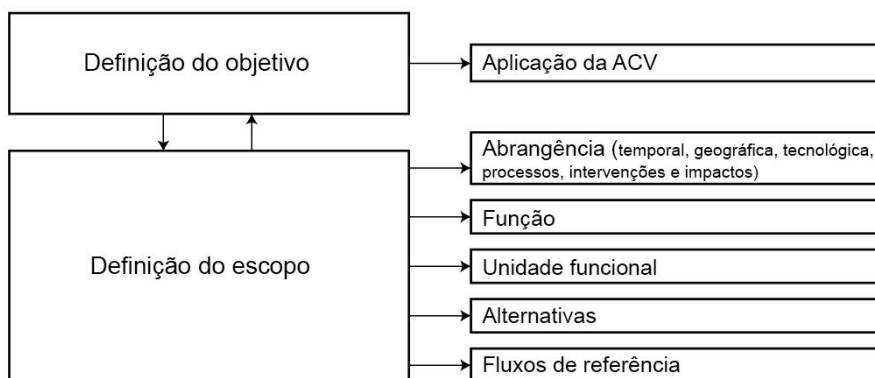 Definição do objetivo
Aplicação da ACV
Definição do escopo
Abrangência (temporal, geográfica, tecnológica,
processos, intervenções e impactos)
Função
Unidade funcional
Alternativas
Fluxos de referência